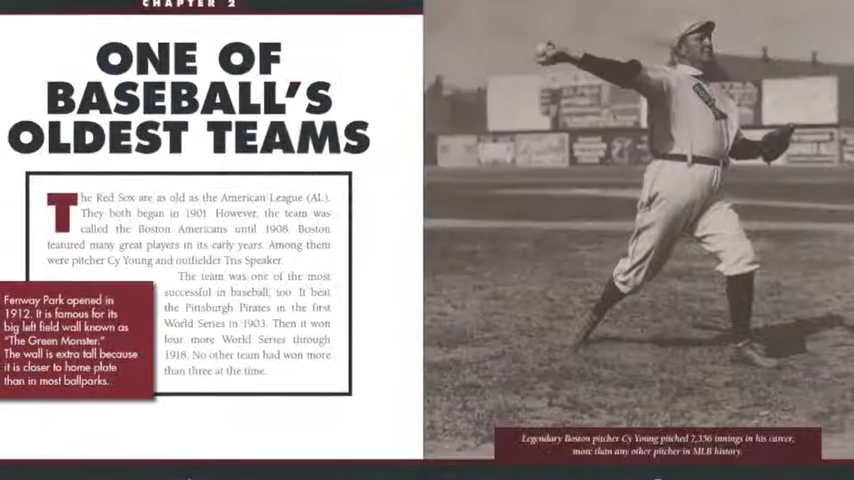 CHAPTER 2
ONE OF
BASEBALL'S
OLDEST TEAMS
The Red Sox are as old as the American League (AL).
They both began in 1901. However, the team was
called the Boston Americans until 1908. Boston
featured many great players in its early years. Among them
were pitcher Cy Young and outfielder Tris Speaker.
The team was one of the most
successful in baseball, too. It beat
the Pittsburgh Pirates in the first
World Series in 1903. Then it won
four more World Series through
1918. No other team had won more
than three at the time.
Fenway Park opened in
1912. It is famous for its
big left field wall known as
"The Green Monster."
The wall is extra tall because
it is closer to home plate
than in most ballparks.
Legendary Boston pitcher Cy Young pitched 7,356 innings in his career,
more than any other pitcher in MLB history.